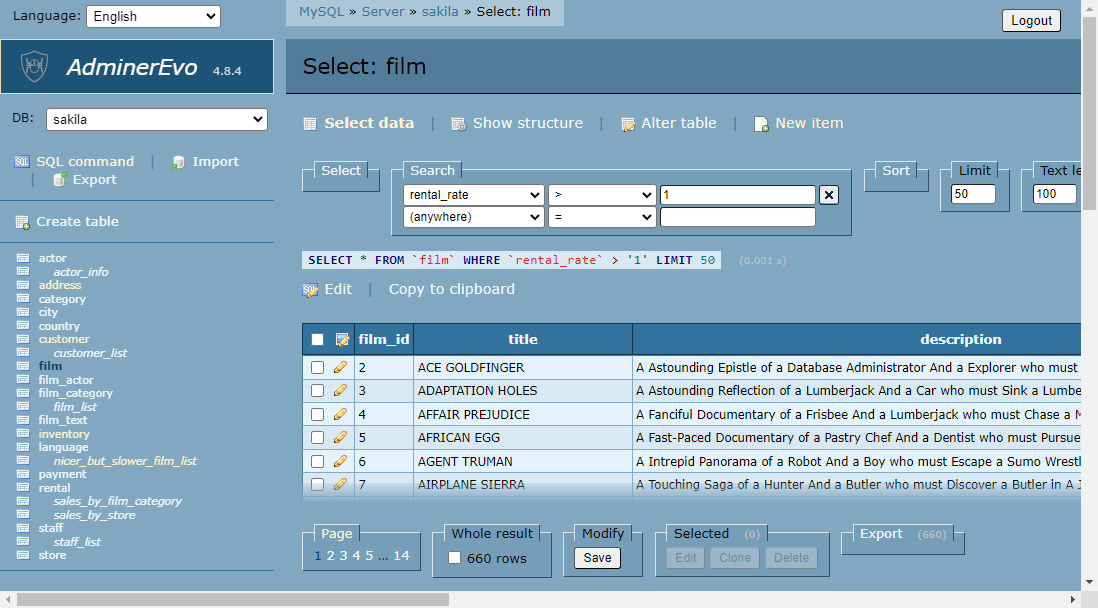 Language: English
MySQL » Server » sakila » Select: film
Logout
AdminerEvo 4.8.4
Select: film
DB: sakila
SQL command | Import
| Export
Create table
actor
actor_info
address
category
city
country
customer
customer_list
film
film_actor
film_category
film_list
film_text
inventory
language
nicer_but_slower_film_list
payment
rental
sales_by_film_category
sales_by_store
staff
staff_list
store
Select data | Show structure | Alter table | New item
Select Search Sort Limit Text le
rental_rate > 1 50 100
(anywhere) =
SELECT * FROM `film` WHERE `rental_rate` > '1' LIMIT 50 (0.001 s)
Edit | Copy to clipboard
film_id title description
2 ACE GOLDFINGER A Astounding Epistle of a Database Administrator And a Explorer who must
3 ADAPTATION HOLES A Astounding Reflection of a Lumberjack And a Car who must Sink a Lumbe
4 AFFAIR PREJUDICE A Fanciful Documentary of a Frisbee And a Lumberjack who must Chase a M
5 AFRICAN EGG A Fast-Paced Documentary of a Pastry Chef And a Dentist who must Pursue
6 AGENT TRUMAN A Intrepid Panorama of a Robot And a Boy who must Escape a Sumo Wrestl
7 AIRPLANE SIERRA A Touching Saga of a Hunter And a Butler who must Discover a Butler in A J
Page Whole result Modify Selected (0) Export (660)
1 2 3 4 5 … 14 660 rows Save Edit Clone Delete